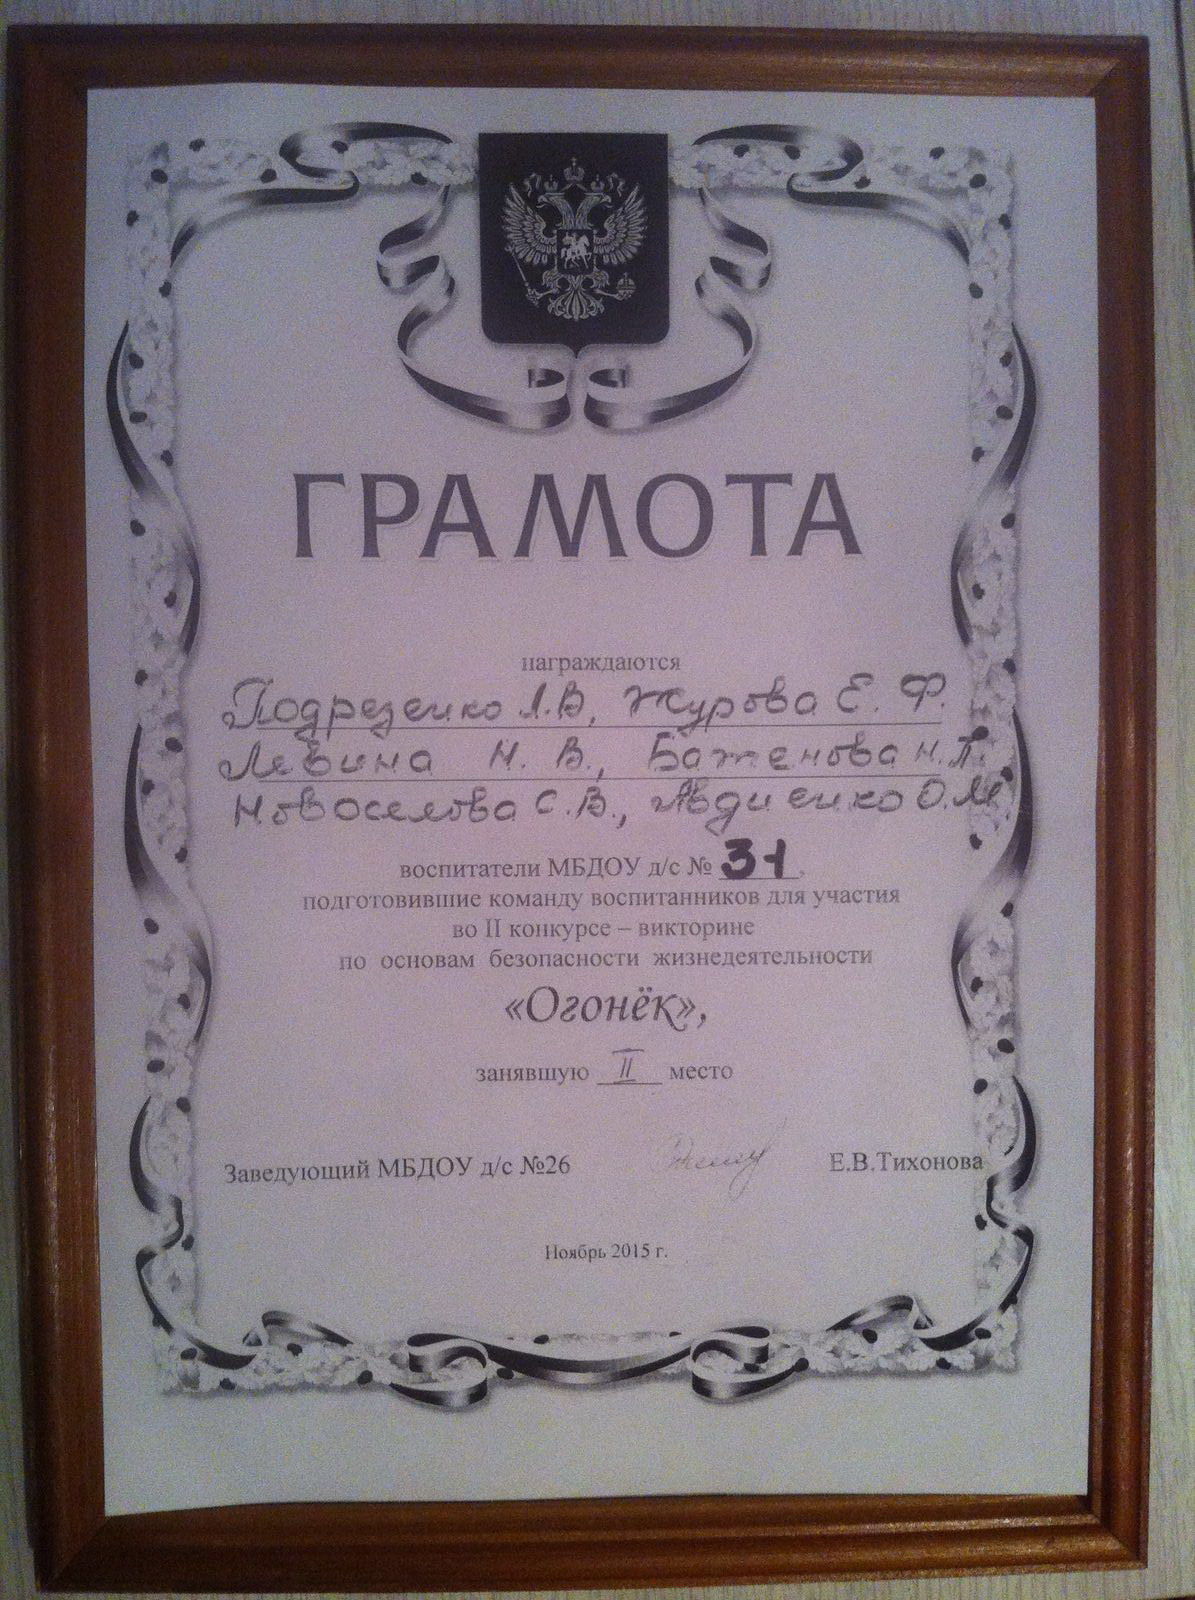 ГРАМОТА
награждаются
Подрезенко Л.В, Журова Е. Ф.
Левина Н. В., Баженова Н.П.
Новоселова С.В., Авдиенко О.М
воспитатели МБДОУ д/с № 31,
подготовившие команду воспитанников для участия
во II конкурсе – викторине
по основам безопасности жизнедеятельности
«Огонёк»,
занявшую II место
Заведующий МБДОУ д/с №26 Е.В.Тихонова
Ноябрь 2015 г.